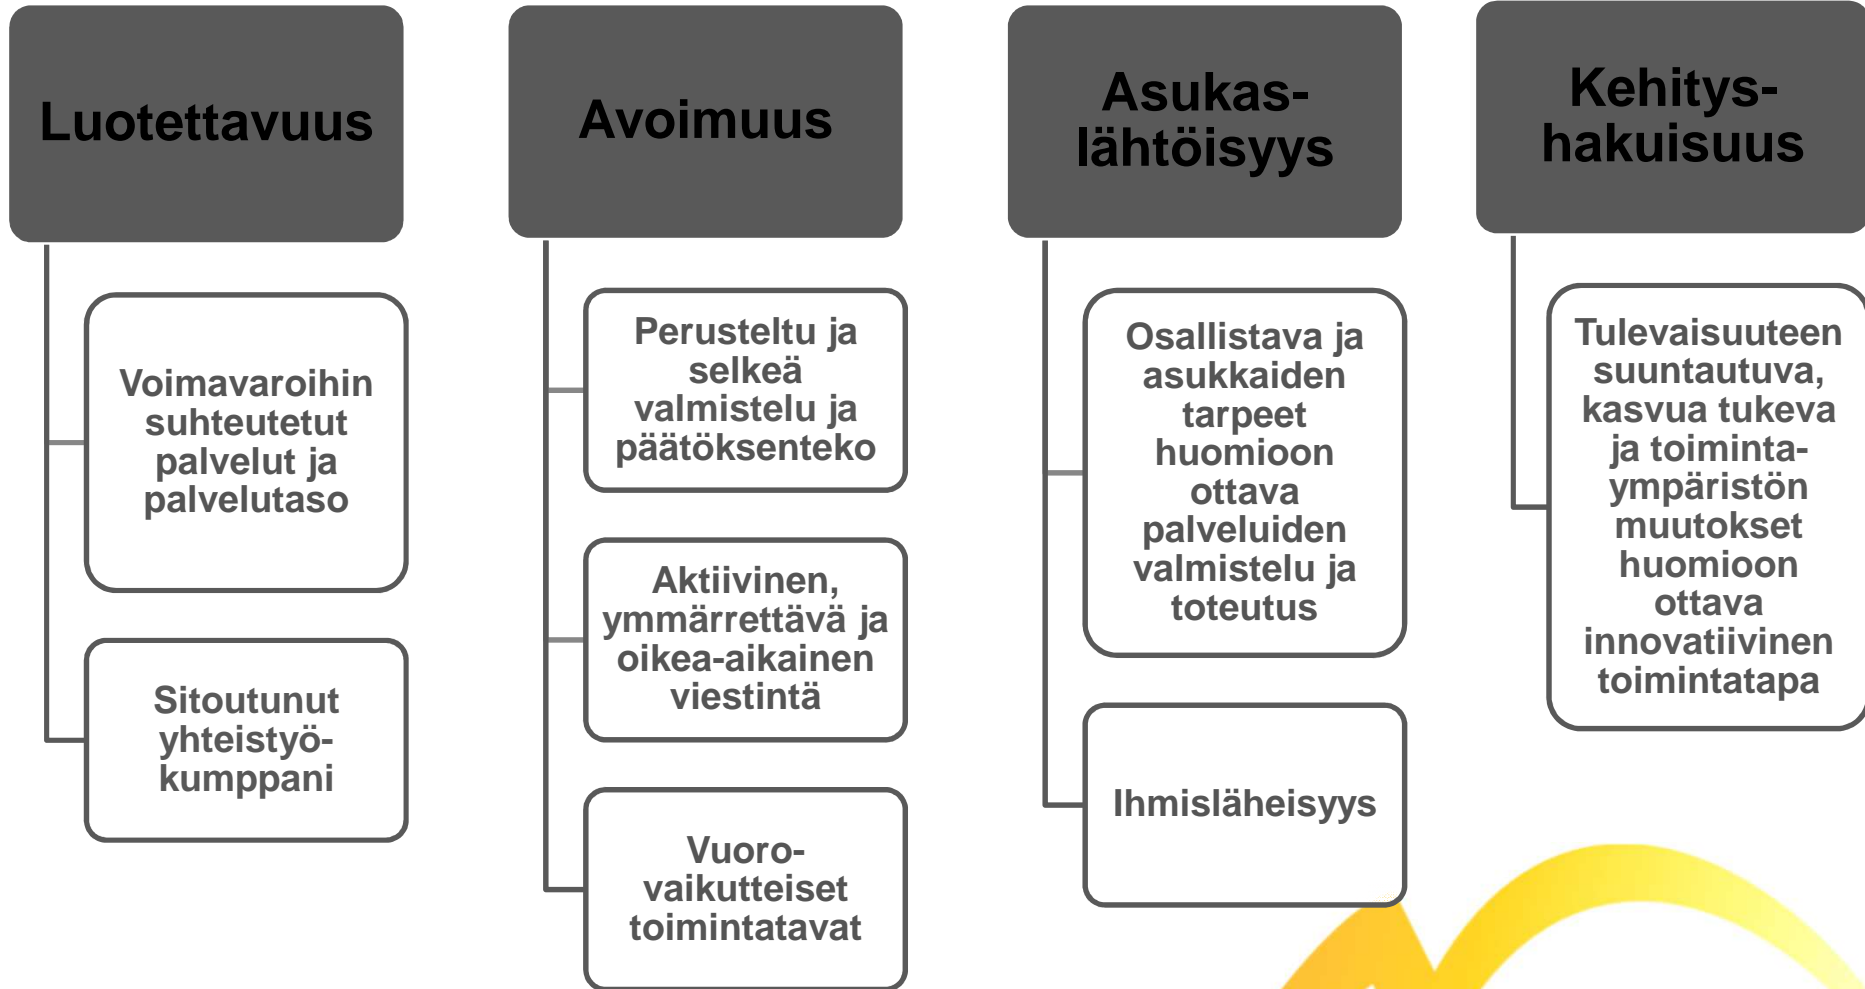 Luotettavuus
Voimavaroihin
suhteutetut
palvelut ja
palvelutaso
Sitoutunut
yhteistyö-
kumppani
Avoimuus
Perusteltu ja
selkeä
valmistelu ja
päätöksenteko
Aktiivinen,
ymmärrettävä ja
oikea-aikainen
viestintä
Vuoro-
vaikutteiset
toimintatavat
Asukas-
lähtöisyys
Osallistava ja
asukkaiden
tarpeet
huomioon
ottava
palveluiden
valmistelu ja
toteutus
Ihmisläheisyys
Kehitys-
hakuisuus
Tulevaisuuteen
suuntautuva,
kasvua tukeva
ja toiminta-
ympäristön
muutokset
huomioon
ottava
innovatiivinen
toimintatapa